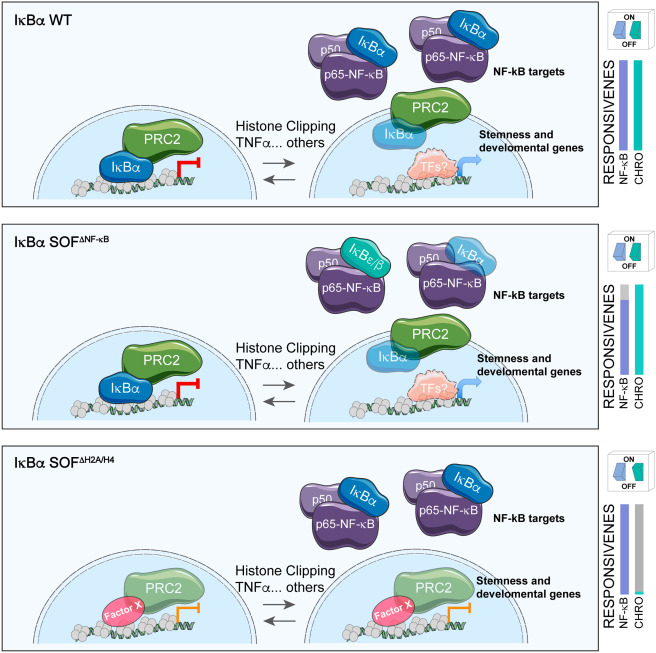 IκBα WT
p50
IκBα
p65-NF-κB
p50
IκBα
p65-NF-κB
NF-kB targets
PRC2
IκBα
Histone Clipping
TNFα... others
PRC2
IκBα
TFs?
Stemness and
develomental genes
ON
OFF
RESPONSIVENES
NF-κB
CHRO
IκBα SOFΔNF-κB
p50
IκBε/β
p65-NF-κB
p50
IκBα
p65-NF-κB
NF-kB targets
PRC2
IκBα
Histone Clipping
TNFα... others
PRC2
IκBα
TFs?
Stemness and
develomental genes
ON
OFF
RESPONSIVENES
NF-κB
CHRO
IκBα SOFΔH2A/H4
p50
IκBα
p65-NF-κB
p50
IκBα
p65-NF-κB
NF-kB targets
PRC2
Factor X
Histone Clipping
TNFα... others
PRC2
Factor X
Stemness and
develomental genes
ON
OFF
RESPONSIVENES
NF-κB
CHRO